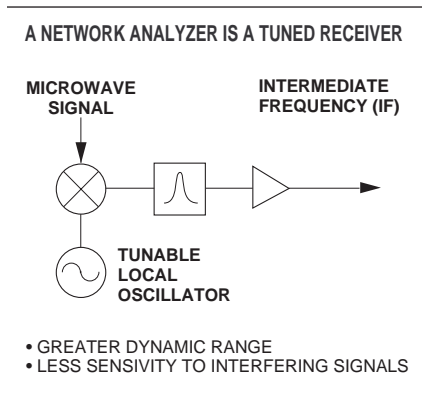 A NETWORK ANALYZER IS A TUNED RECEIVER
MICROWAVE
SIGNAL
INTERMEDIATE
FREQUENCY (IF)
TUNABLE
LOCAL
OSCILLATOR
• GREATER DYNAMIC RANGE
• LESS SENSIVITY TO INTERFERING SIGNALS